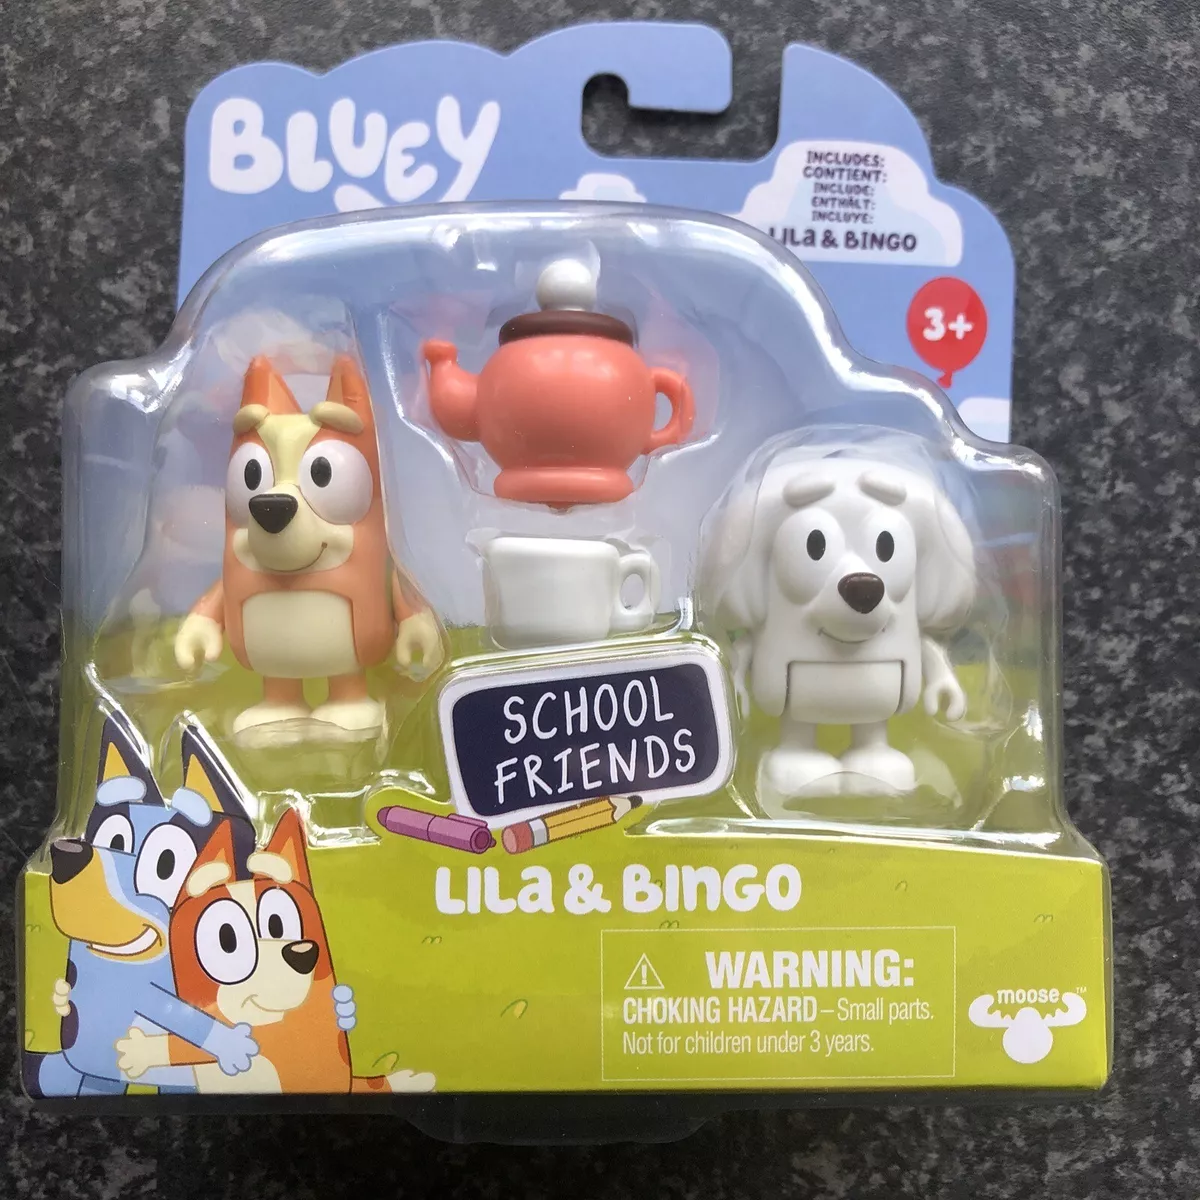 BLUEY
INCLUDES:
CONTIENT:
INCLUDE:
ENTHÄLT:
INCLUYE:
LILA & BINGO
3+
SCHOOL
FRIENDS
LILA & BINGO
WARNING:
CHOKING HAZARD – Small parts.
Not for children under 3 years.
moose™